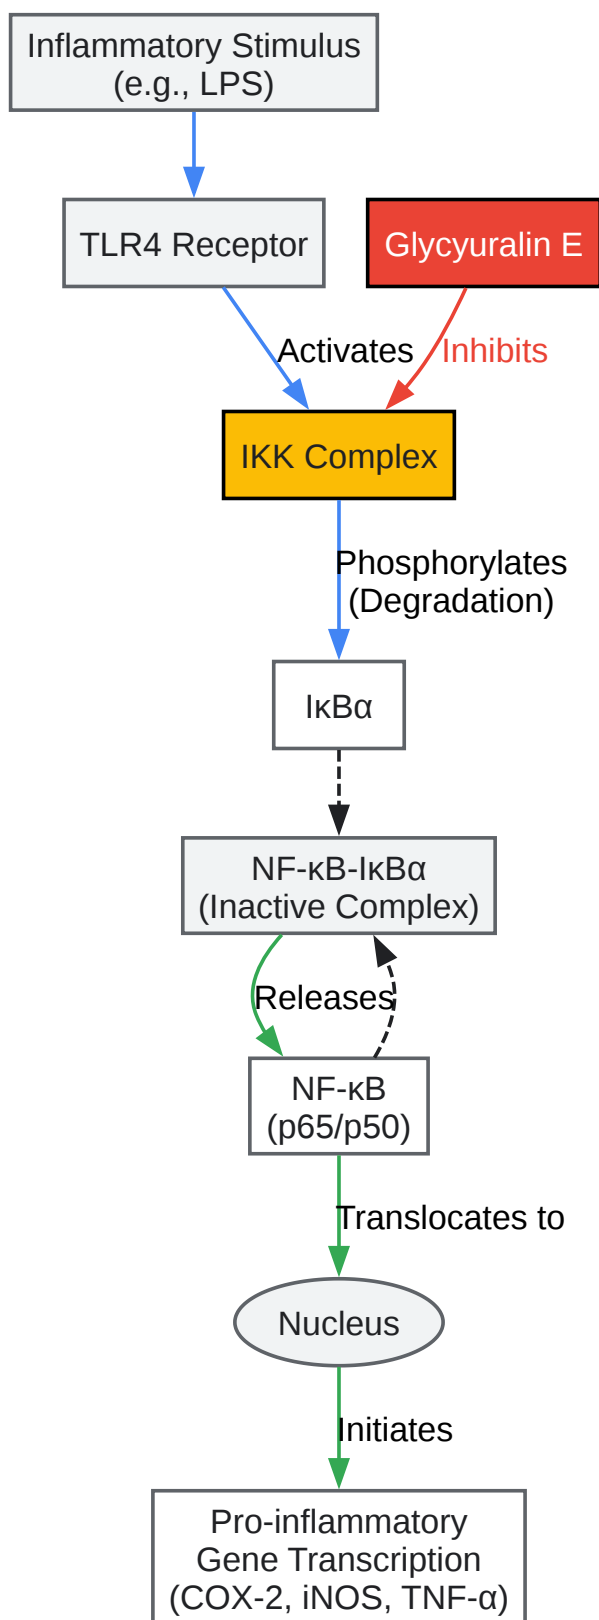 Inflammatory Stimulus
(e.g., LPS)
TLR4 Receptor
Glycyuralin E
Activates
Inhibits
IKK Complex
Phosphorylates
(Degradation)
IκBα
NF-κB-IκBα
(Inactive Complex)
Releases
NF-κB
(p65/p50)
Translocates to
Nucleus
Initiates
Pro-inflammatory
Gene Transcription
(COX-2, iNOS, TNF-α)